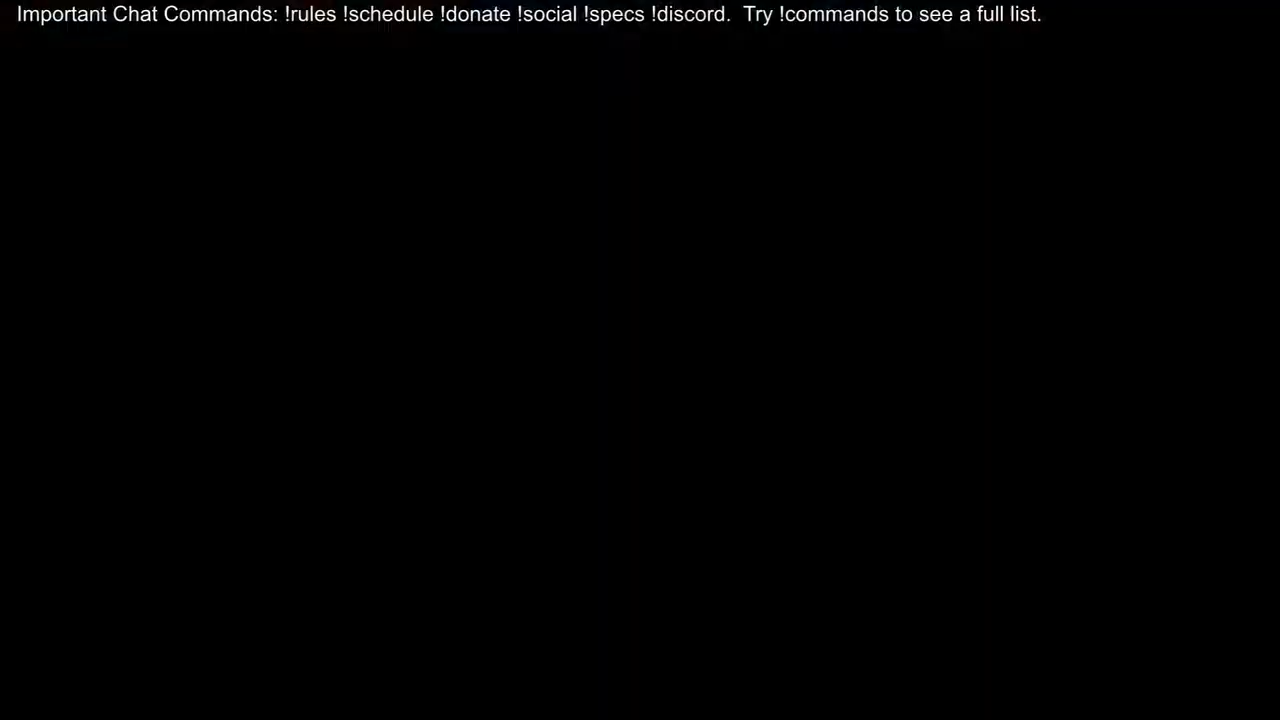 Important Chat Commands: !rules !schedule !donate !social !specs !discord.  Try !commands to see a full list.